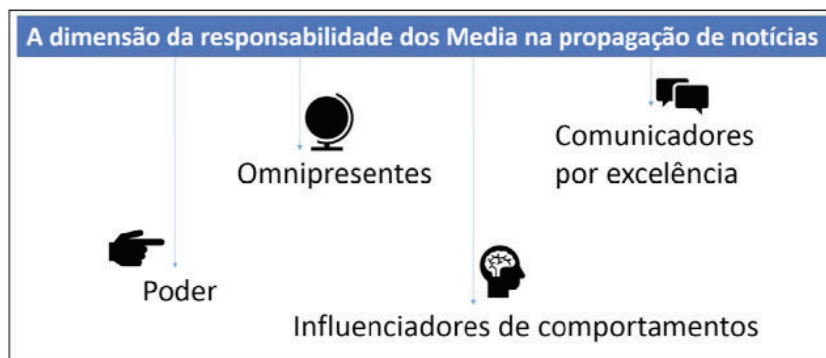 A dimensão da responsabilidade dos Media na propagação de notícias
Comunicadores
por excelência
Omnipresentes
Poder
Influenciadores de comportamentos